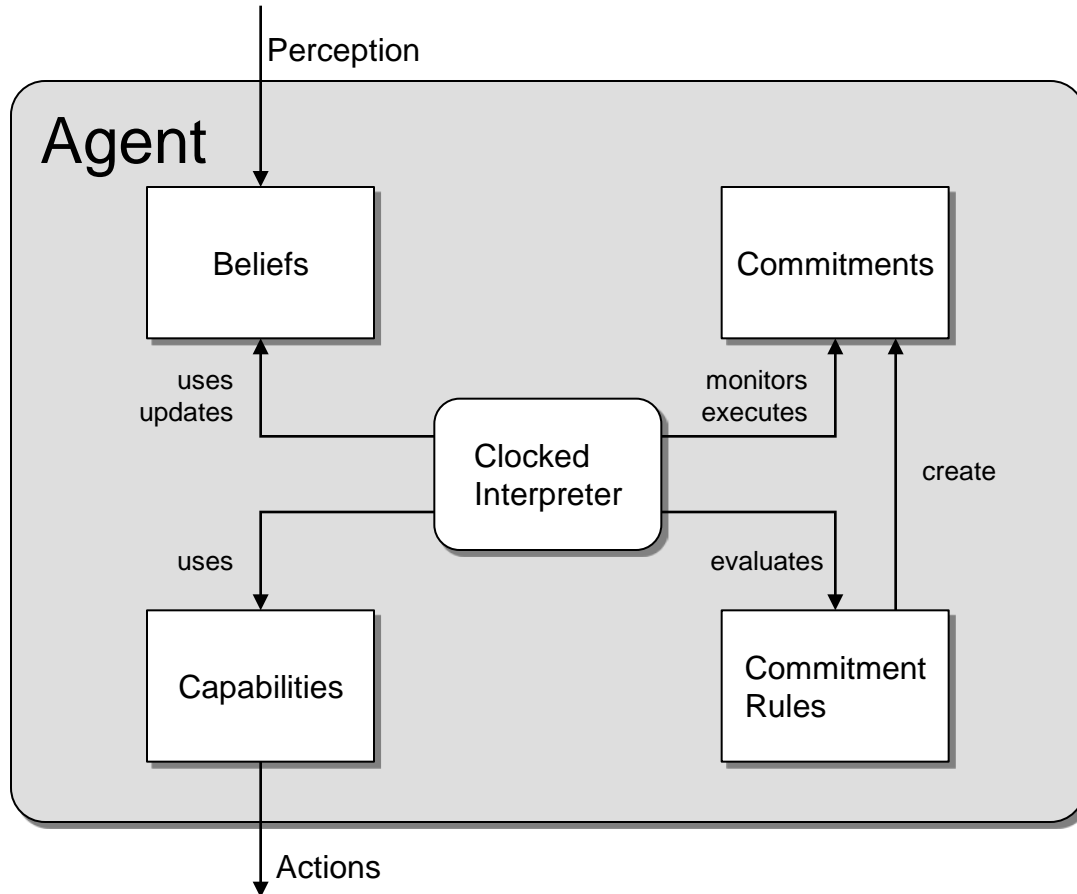 Perception
Agent
Beliefs
Commitments
uses
updates
monitors
executes
Clocked
Interpreter
create
uses
evaluates
Capabilities
Commitment
Rules
Actions